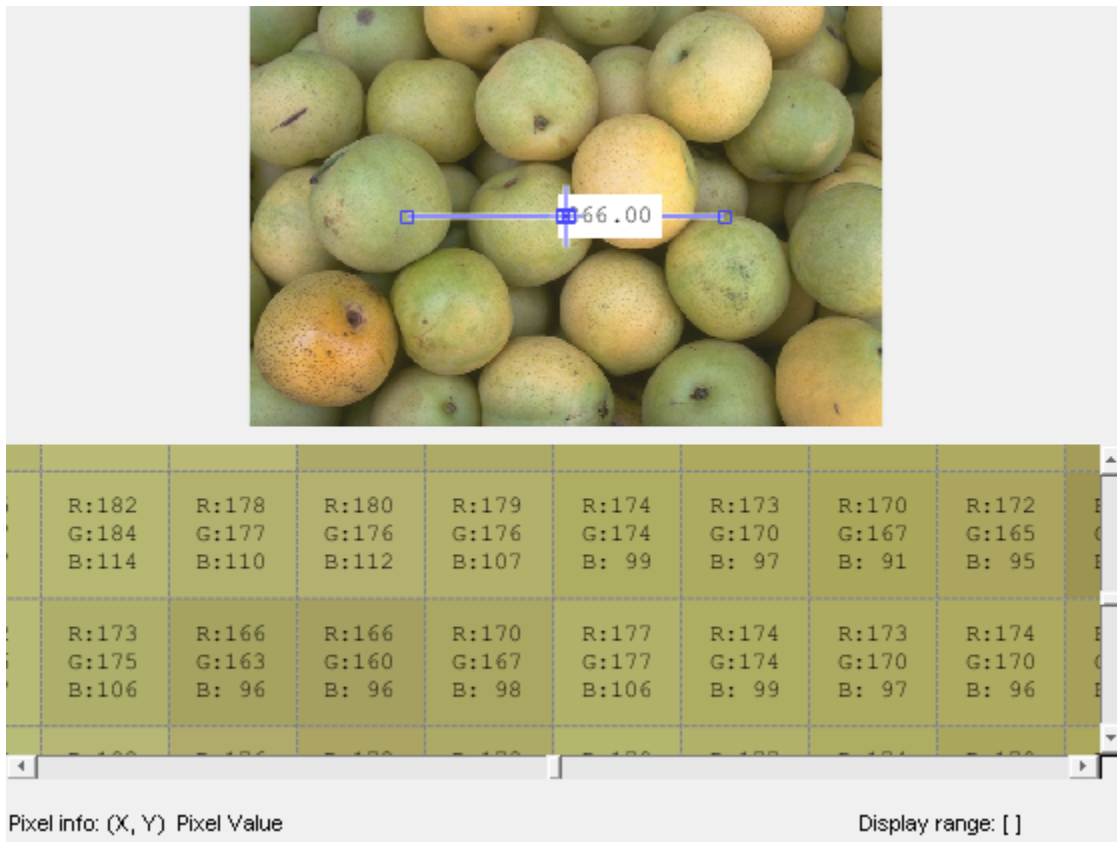 66.00
R:182 R:178 R:180 R:179 R:174 R:173 R:170 R:172
G:184 G:177 G:176 G:176 G:174 G:170 G:167 G:165
B:114 B:110 B:112 B:107 B: 99 B: 97 B: 91 B: 95
R:173 R:166 R:166 R:170 R:177 R:174 R:173 R:174
G:175 G:163 G:160 G:167 G:177 G:174 G:170 G:170
B:106 B: 96 B: 96 B: 98 B:106 B: 99 B: 97 B: 96
Pixel info: (X, Y) Pixel Value Display range: [ ]